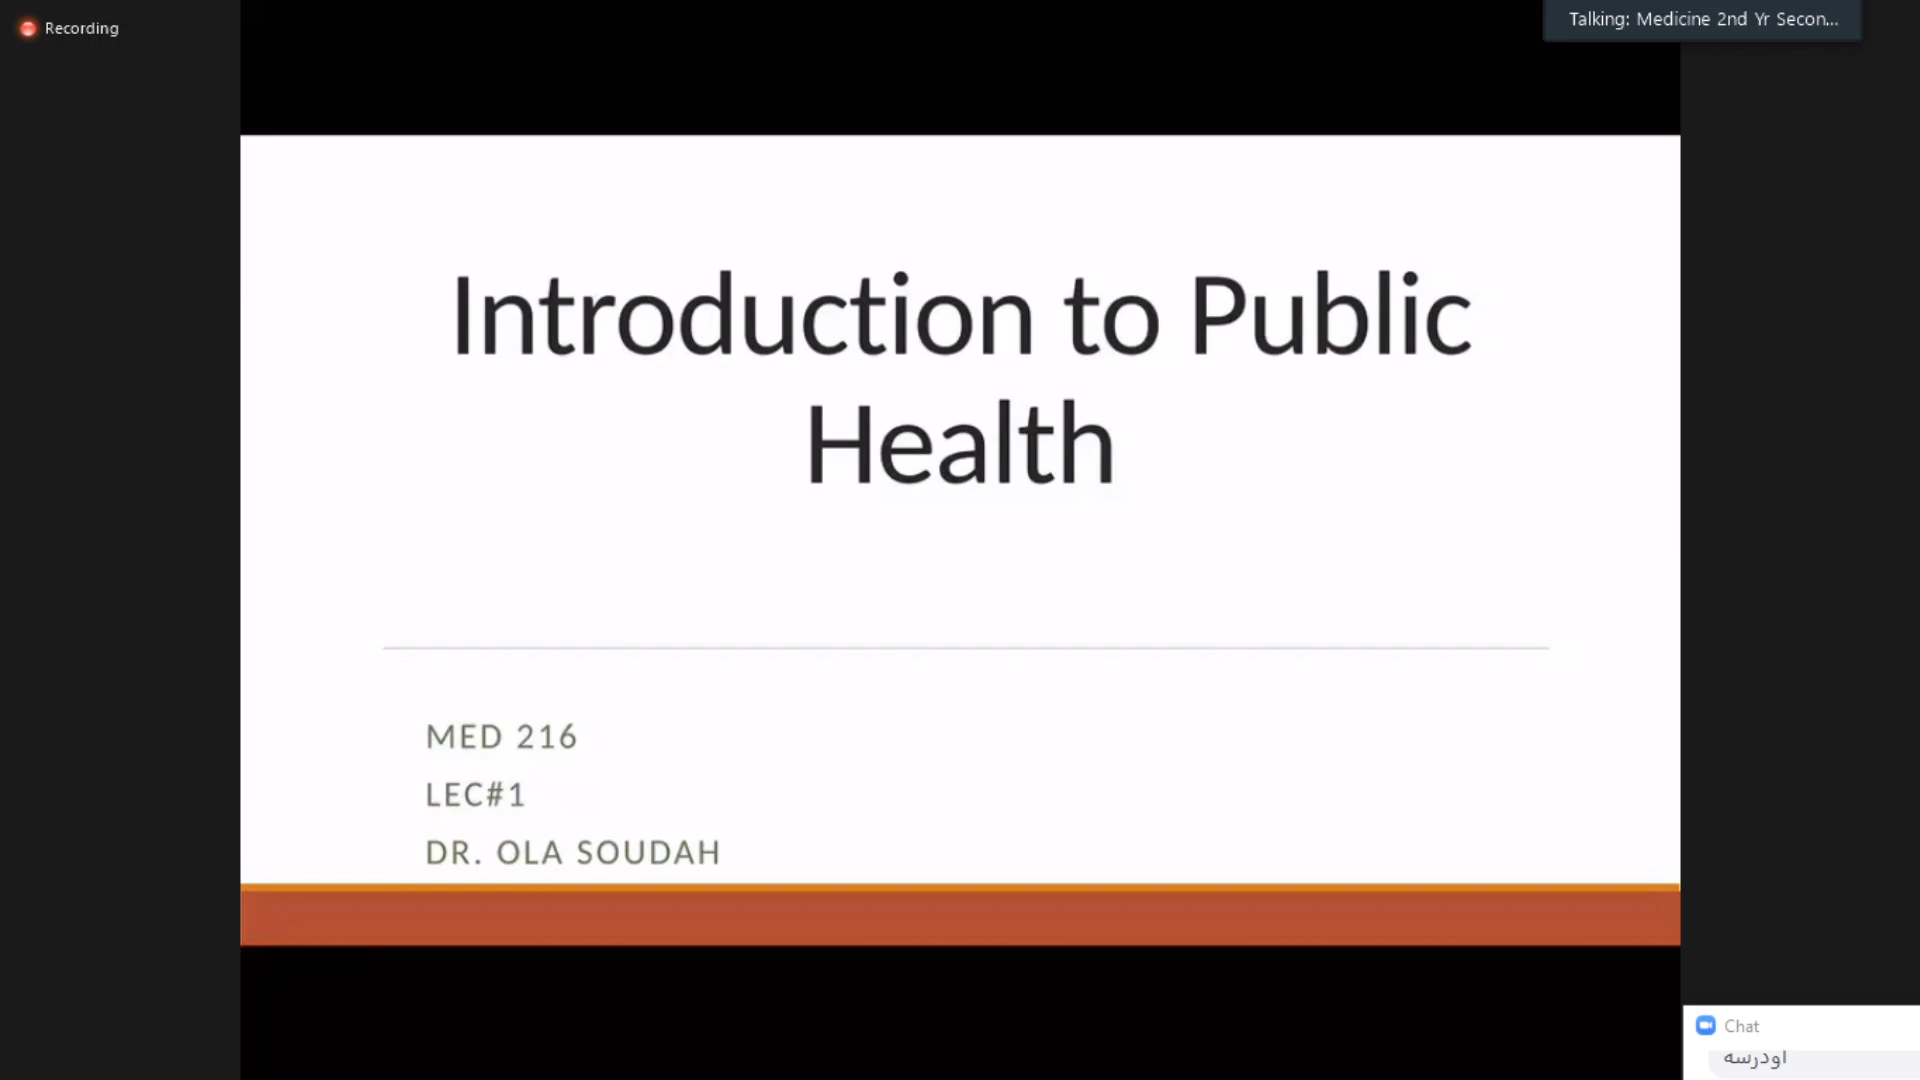 Recording
Talking: Medicine 2nd Yr Secon...
Introduction to Public
Health
MED 216
LEC#1
DR. OLA SOUDAH
Chat
اودرسه